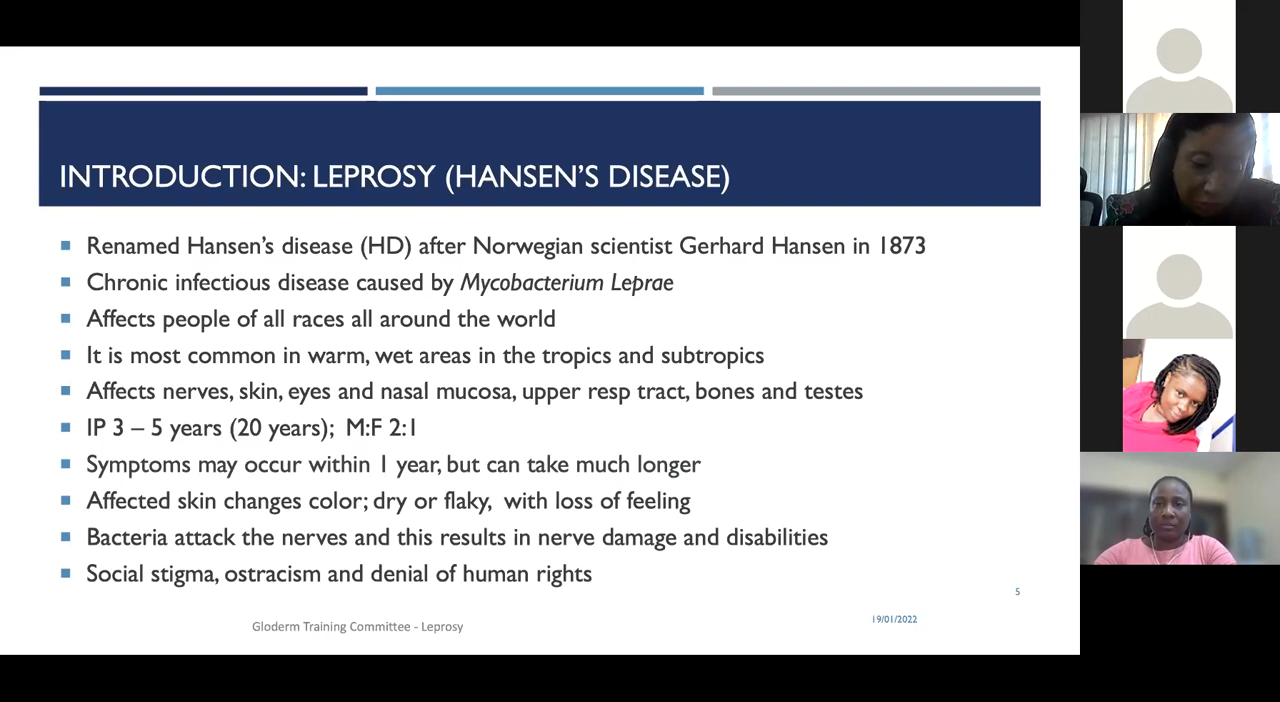 INTRODUCTION: LEPROSY (HANSEN'S DISEASE)
Renamed Hansen's disease (HD) after Norwegian scientist Gerhard Hansen in 1873
Chronic infectious disease caused by Mycobacterium Leprae
Affects people of all races all around the world
It is most common in warm, wet areas in the tropics and subtropics
Affects nerves, skin, eyes and nasal mucosa, upper resp tract, bones and testes
IP 3 – 5 years (20 years); M:F 2:1
Symptoms may occur within 1 year, but can take much longer
Affected skin changes color; dry or flaky, with loss of feeling
Bacteria attack the nerves and this results in nerve damage and disabilities
Social stigma, ostracism and denial of human rights
5
Gloderm Training Committee - Leprosy
19/01/2022